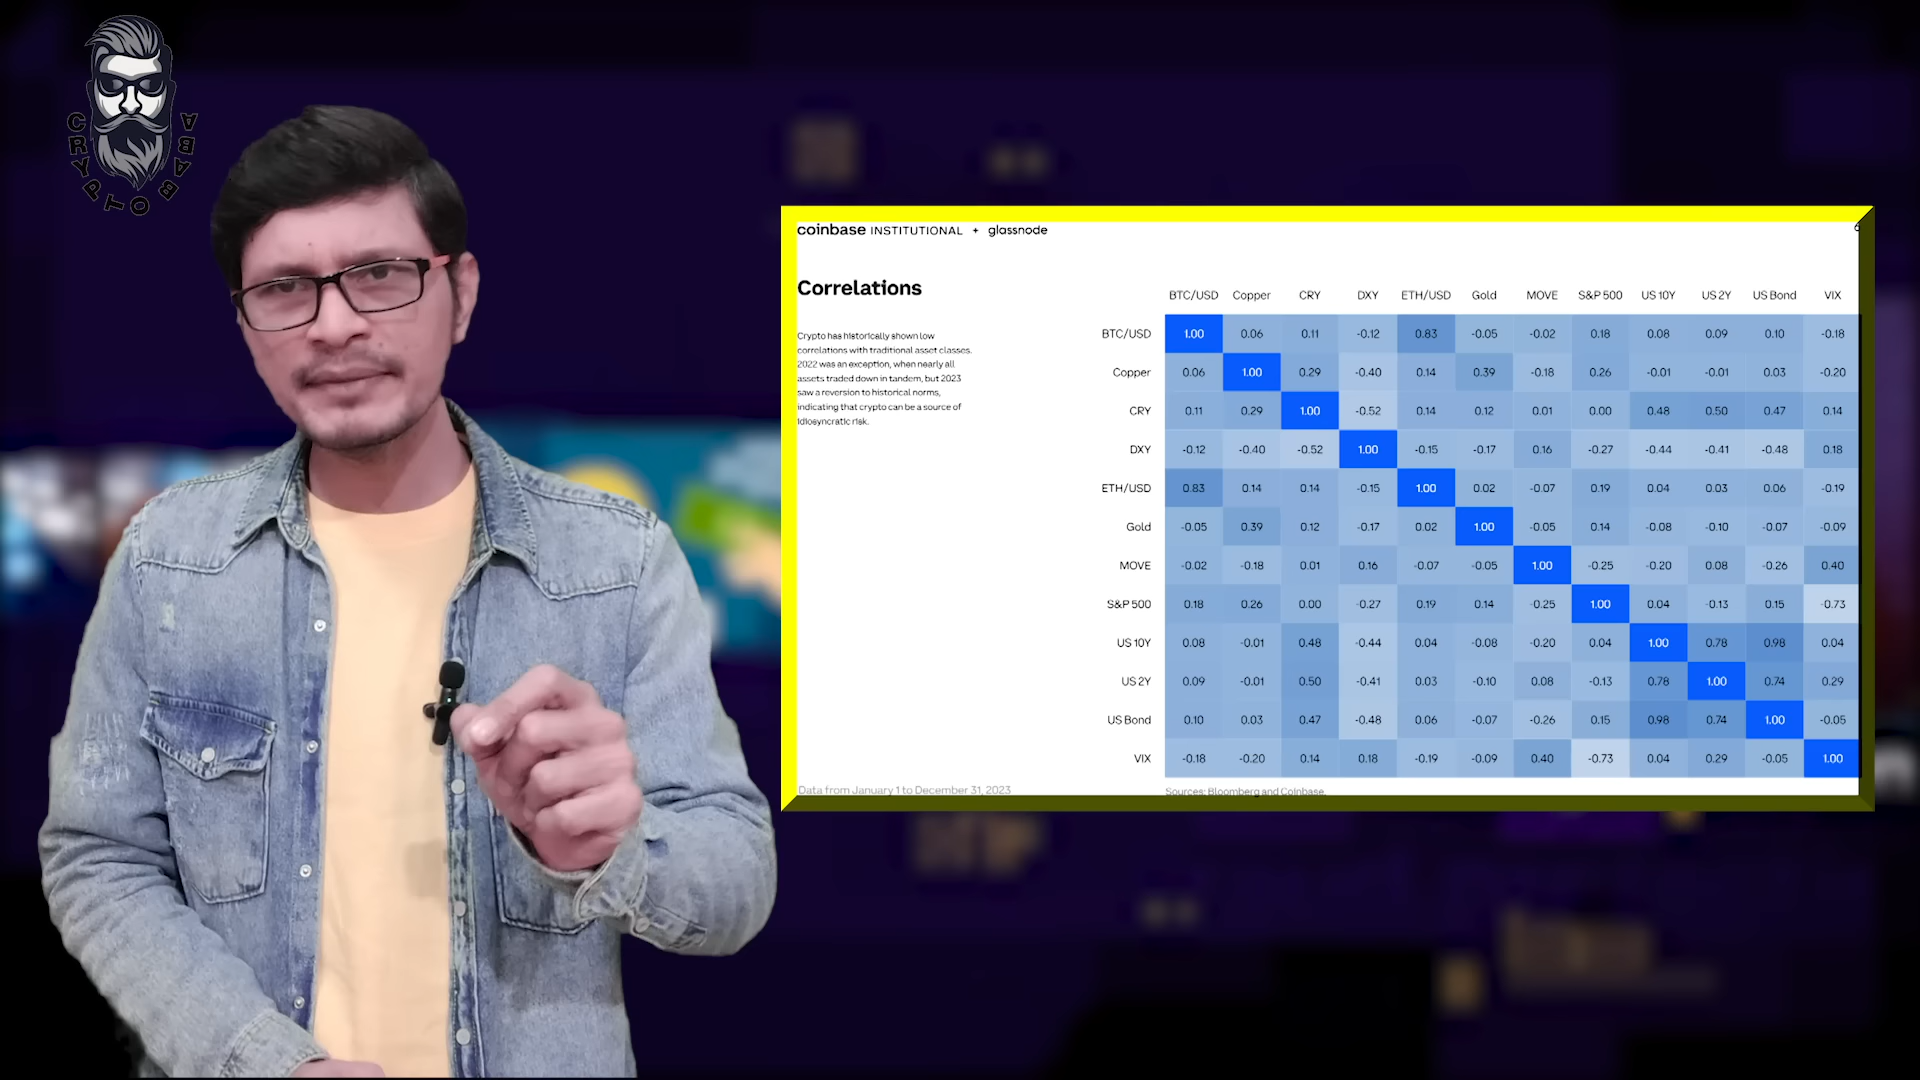 CRYPTO BABA
coinbase INSTITUTIONAL + glassnode
Correlations
Crypto has historically shown low
correlations with traditional asset classes.
2022 was an exception, when nearly all
assets traded down in tandem, but 2023
saw a reversion to historical norms,
indicating that crypto can be a source of
idiosyncratic risk.
BTC/USD Copper CRY DXY ETH/USD Gold MOVE S&P 500 US 10Y US 2Y US Bond VIX
BTC/USD 1.00 0.06 0.11 -0.12 0.83 -0.05 -0.02 0.18 0.08 0.09 0.10 -0.18
Copper 0.06 1.00 0.29 -0.40 0.14 0.39 -0.18 0.26 -0.01 -0.01 0.03 -0.20
CRY 0.11 0.29 1.00 -0.52 0.14 0.12 0.01 0.00 0.48 0.50 0.47 0.14
DXY -0.12 -0.40 -0.52 1.00 -0.15 -0.17 0.16 -0.27 -0.44 -0.41 -0.48 0.18
ETH/USD 0.83 0.14 0.14 -0.15 1.00 0.02 -0.07 0.19 0.04 0.03 0.06 -0.19
Gold -0.05 0.39 0.12 -0.17 0.02 1.00 -0.05 0.14 -0.08 -0.10 -0.07 -0.09
MOVE -0.02 -0.18 0.01 0.16 -0.07 -0.05 1.00 -0.25 -0.20 0.08 -0.26 0.40
S&P 500 0.18 0.26 0.00 -0.27 0.19 0.14 -0.25 1.00 0.04 -0.13 0.15 -0.73
US 10Y 0.08 -0.01 0.48 -0.44 0.04 -0.08 -0.20 0.04 1.00 0.78 0.98 0.04
US 2Y 0.09 -0.01 0.50 -0.41 0.03 -0.10 0.08 -0.13 0.78 1.00 0.74 0.29
US Bond 0.10 0.03 0.47 -0.48 0.06 -0.07 -0.26 0.15 0.98 0.74 1.00 -0.05
VIX -0.18 -0.20 0.14 0.18 -0.19 -0.09 0.40 -0.73 0.04 0.29 -0.05 1.00
Data from January 1 to December 31, 2023
Sources: Bloomberg and Coinbase.